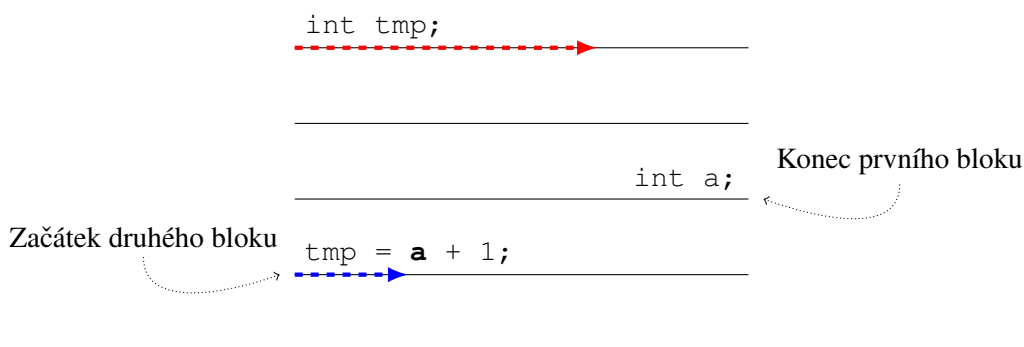 int tmp;
Konec prvního bloku
int a;
Začátek druhého bloku
tmp = a + 1;